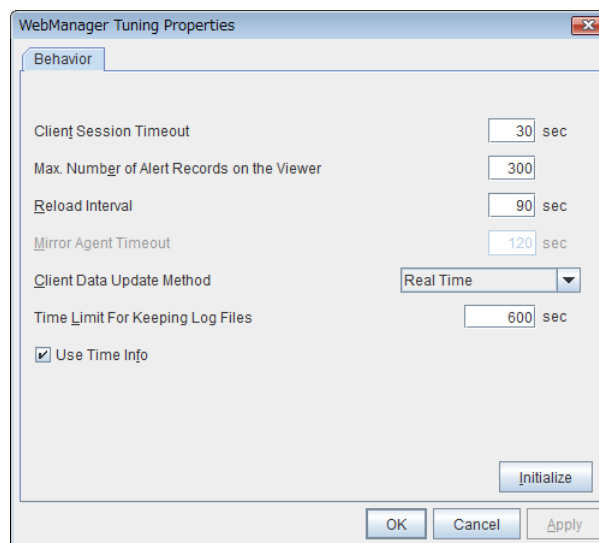 WebManager Tuning Properties
Behavior
Client Session Timeout 30 sec
Max. Number of Alert Records on the Viewer 300
Reload Interval 90 sec
Mirror Agent Timeout 120 sec
Client Data Update Method Real Time
Time Limit For Keeping Log Files 600 sec
Use Time Info
Initialize
OK Cancel Apply